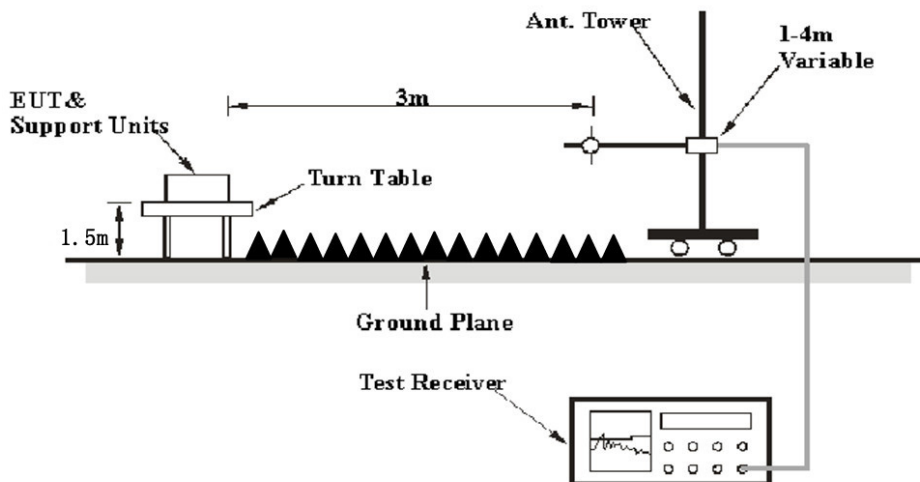 Ant. Tower
1-4m
Variable
3m
EUT&
Support Units
Turn Table
1.5m
Ground Plane
Test Receiver